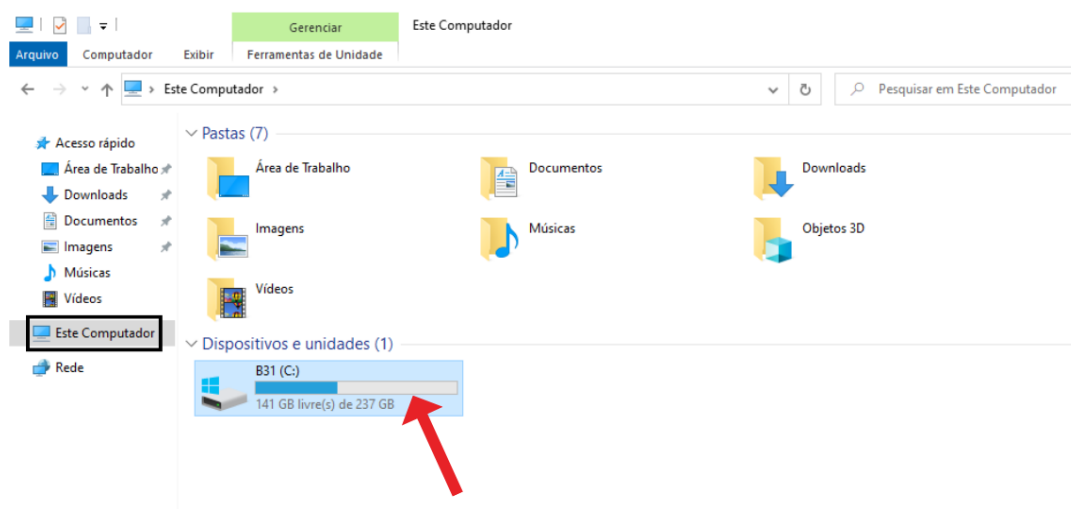 Gerenciar
Este Computador
Arquivo Computador Exibir Ferramentas de Unidade
Este Computador
Pesquisar em Este Computador
Acesso rápido
Área de Trabalho
Downloads
Documentos
Imagens
Músicas
Vídeos
Este Computador
Rede
Pastas (7)
Área de Trabalho
Documentos
Downloads
Imagens
Músicas
Objetos 3D
Vídeos
Dispositivos e unidades (1)
B31 (C:)
141 GB livre(s) de 237 GB